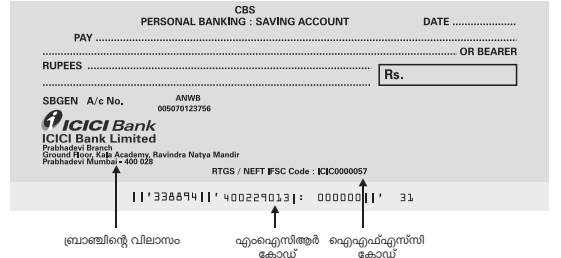 CBS
PERSONAL BANKING : SAVING ACCOUNT DATE ..................
PAY ..................
.................. OR BEARER
RUPEES ..................
Rs.
SBGEN A/c No. ANWB
005070123756
ICICI Bank
ICICI Bank Limited
Prabhadevi Branch
Ground Floor, Kala Academy, Ravindra Natya Mandir
Prabhadevi Mumbai - 400 028
RTGS / NEFT IFSC Code : ICIC0000057
||'338894||' 400229013|: 000000||' 31
ബ്രാഞ്ചിന്റെ വിലാസം എംഐസിആർ ഐഎഫ്എസ്‌സി
കോഡ് കോഡ്